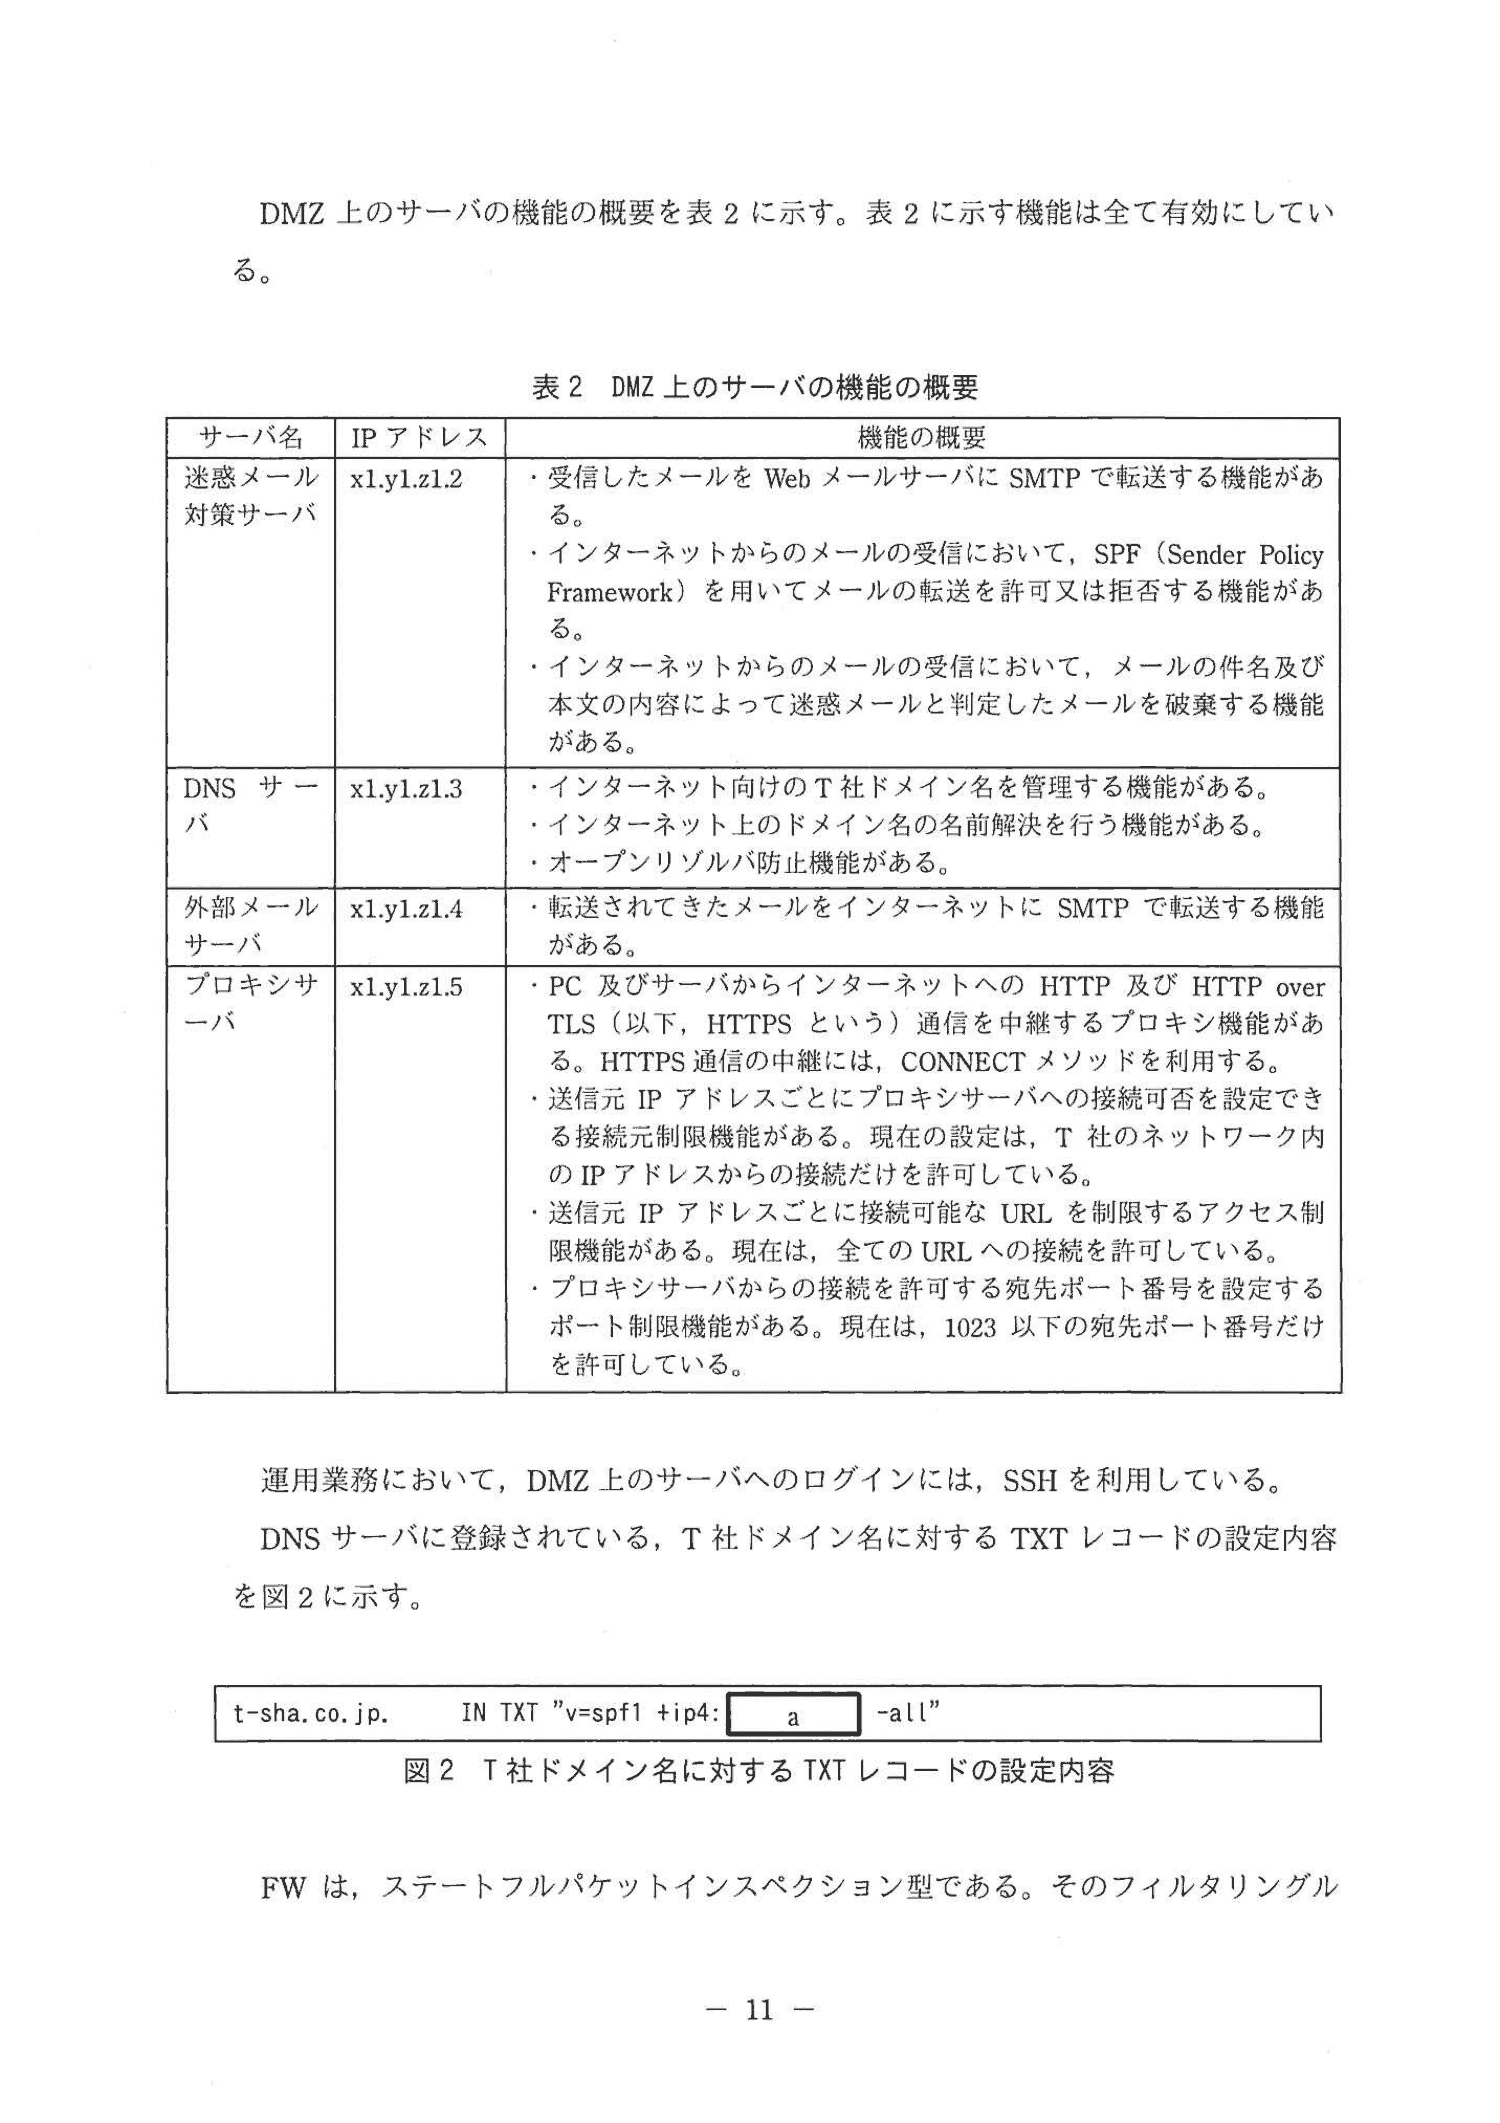 DMZ 上のサーバの機能の概要を表 2 に示す。表 2 に示す機能は全て有効にしてい
る。
表 2 DMZ 上のサーバの機能の概要
サーバ名 IP アドレス 機能の概要
迷惑メール
対策サーバ
x1.y1.z1.2
・受信したメールを Web メールサーバに SMTP で転送する機能があ
る。
・インターネットからのメールの受信において，SPF（Sender Policy
Framework）を用いてメールの転送を許可又は拒否する機能があ
る。
・インターネットからのメールの受信において，メールの件名及び
本文の内容によって迷惑メールと判定したメールを破棄する機能
がある。
DNS サー
バ
x1.y1.z1.3
・インターネット向けの T 社ドメイン名を管理する機能がある。
・インターネット上のドメイン名の名前解決を行う機能がある。
・オープンリゾルバ防止機能がある。
外部メール
サーバ
x1.y1.z1.4
・転送されてきたメールをインターネットに SMTP で転送する機能
がある。
プロキシサ
ーバ
x1.y1.z1.5
・PC 及びサーバからインターネットへの HTTP 及び HTTP over
TLS（以下，HTTPS という）通信を中継するプロキシ機能があ
る。HTTPS 通信の中継には，CONNECT メソッドを利用する。
・送信元 IP アドレスごとにプロキシサーバへの接続可否を設定でき
る接続元制限機能がある。現在の設定は，T 社のネットワーク内
の IP アドレスからの接続だけを許可している。
・送信元 IP アドレスごとに接続可能な URL を制限するアクセス制
限機能がある。現在は，全ての URL への接続を許可している。
・プロキシサーバからの接続を許可する宛先ポート番号を設定する
ポート制限機能がある。現在は，1023 以下の宛先ポート番号だけ
を許可している。
運用業務において，DMZ 上のサーバへのログインには，SSH を利用している。
DNS サーバに登録されている，T 社ドメイン名に対する TXT レコードの設定内容
を図 2 に示す。
t-sha.co.jp. IN TXT ”v=spf1 +ip4: a -all”
図 2 T 社ドメイン名に対する TXT レコードの設定内容
FW は，ステートフルパケットインスペクション型である。そのフィルタリングル
－ 11 －